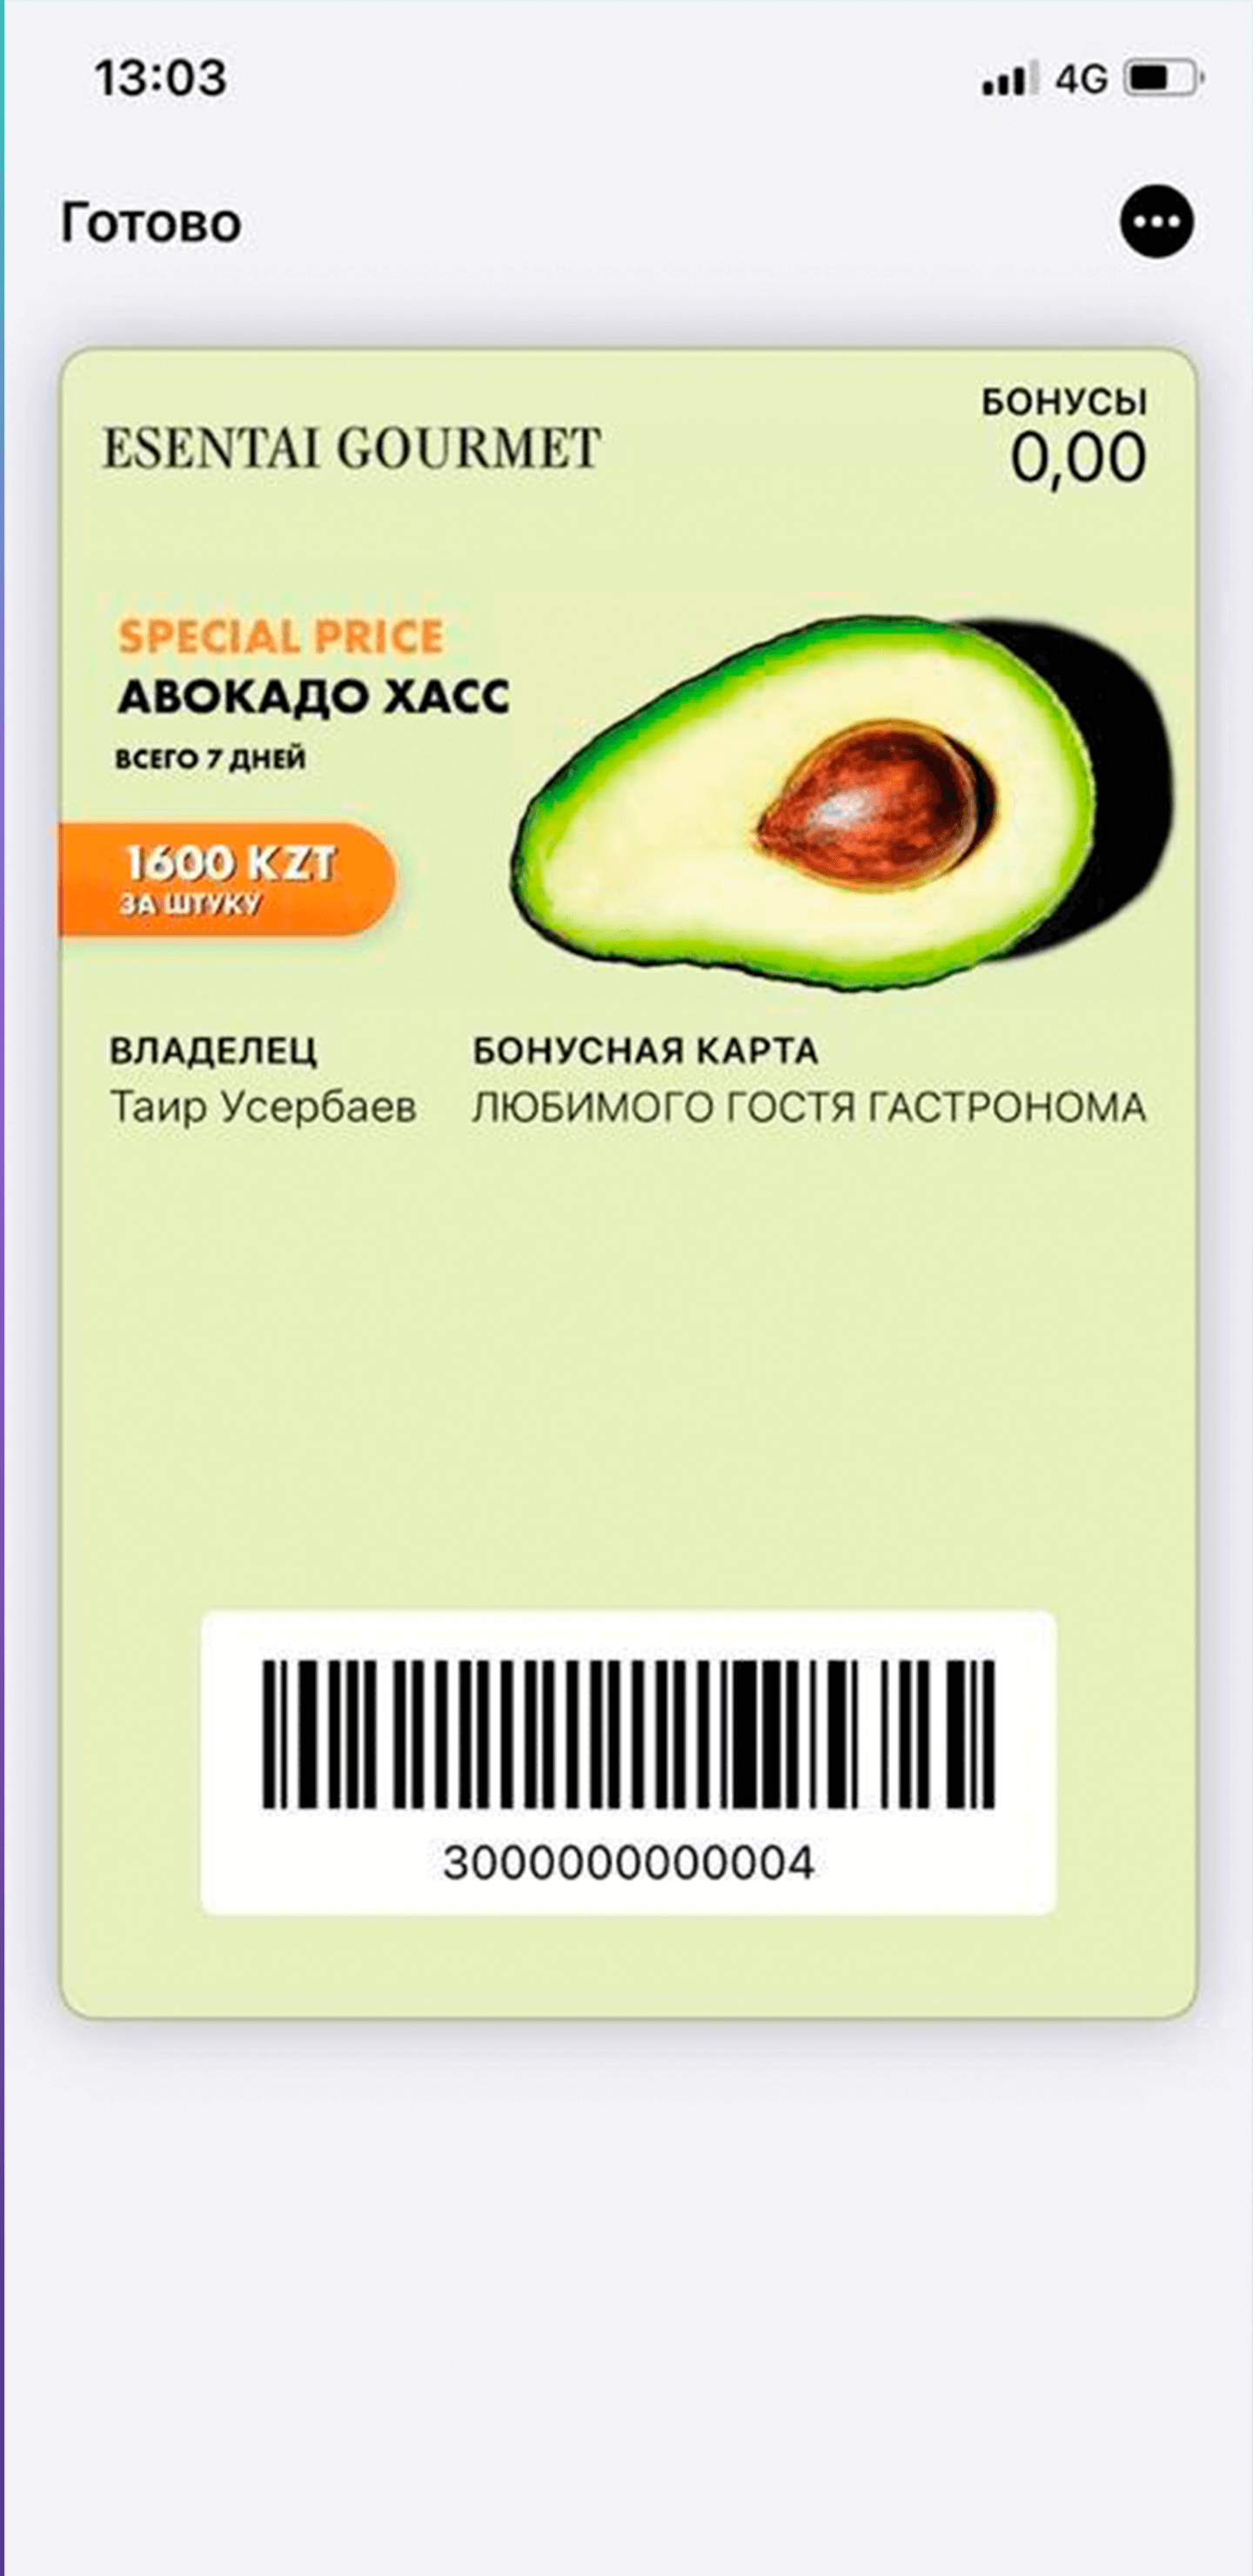 13:03
4G
Готово
ESENTAI GOURMET
БОНУСЫ
0,00
SPECIAL PRICE
АВОКАДО ХАСС
ВСЕГО 7 ДНЕЙ
1600 KZT
ЗА ШТУКУ
ВЛАДЕЛЕЦ
Таир Усербаев
БОНУСНАЯ КАРТА
ЛЮБИМОГО ГОСТЯ ГАСТРОНОМА
3000000000004